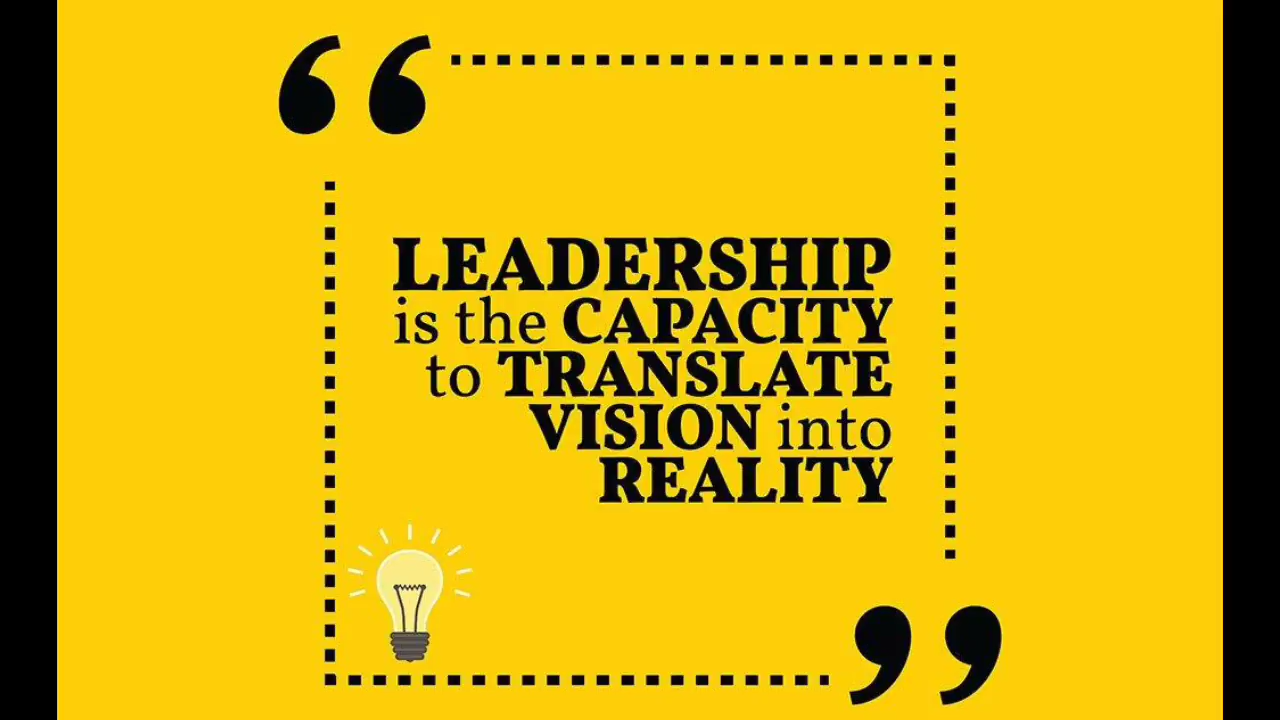 LEADERSHIP
is the CAPACITY
to TRANSLATE
VISION into
REALITY